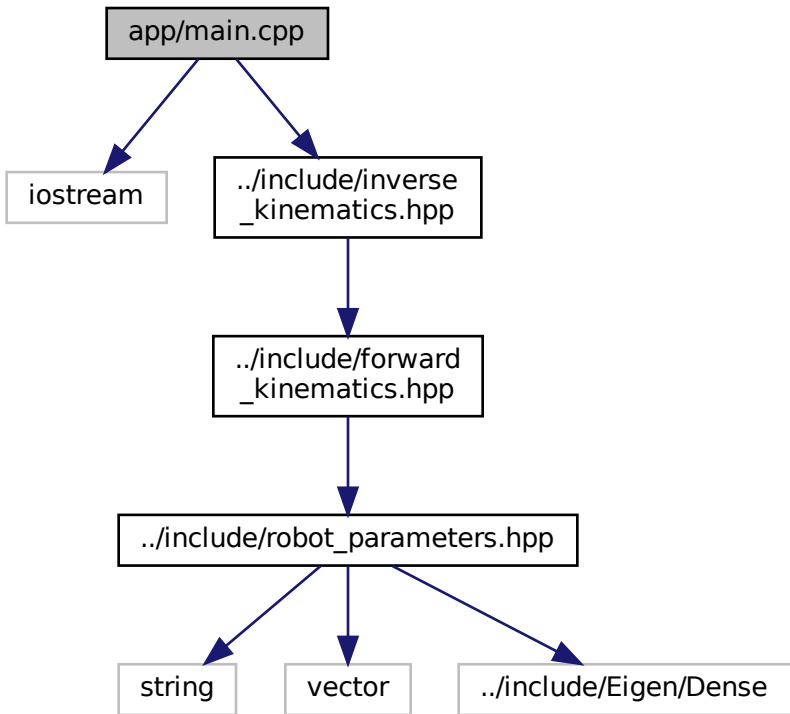 app/main.cpp
iostream
../include/inverse
_kinematics.hpp
../include/forward
_kinematics.hpp
../include/robot_parameters.hpp
string
vector
../include/Eigen/Dense